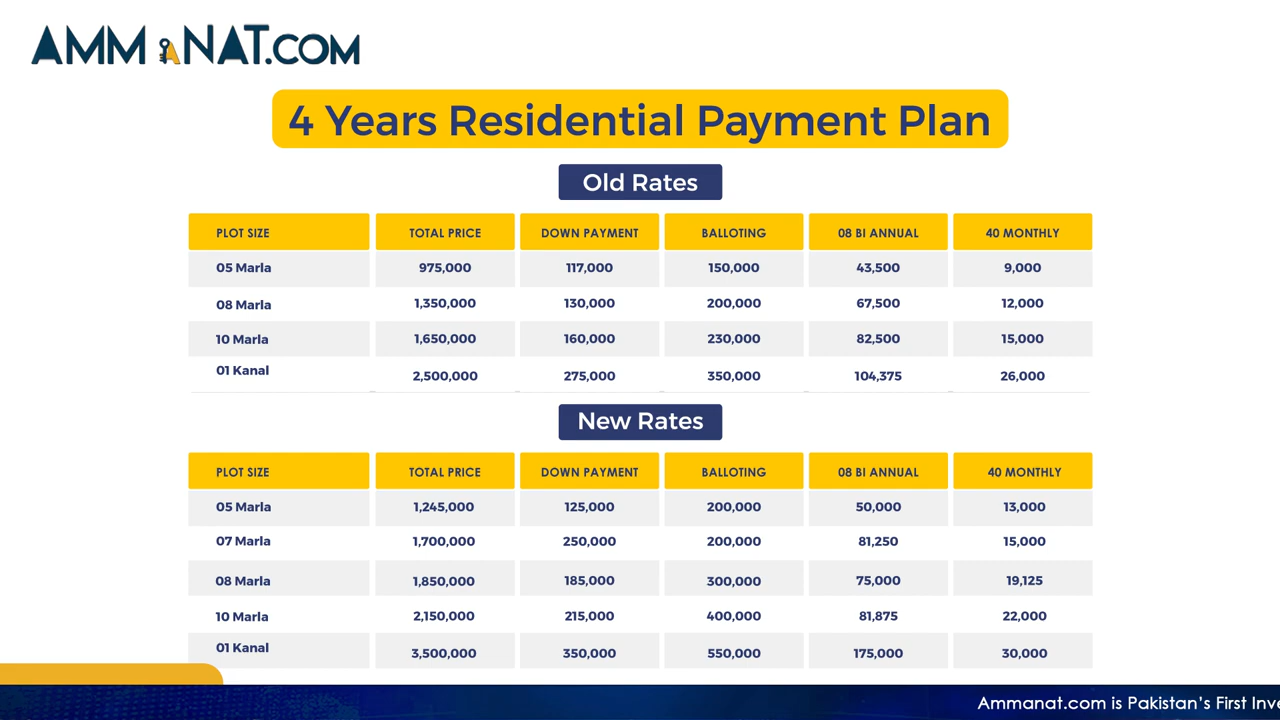 AMMANAT.COM
4 Years Residential Payment Plan
Old Rates
PLOT SIZE TOTAL PRICE DOWN PAYMENT BALLOTING 08 BI ANNUAL 40 MONTHLY
05 Marla 975,000 117,000 150,000 43,500 9,000
08 Marla 1,350,000 130,000 200,000 67,500 12,000
10 Marla 1,650,000 160,000 230,000 82,500 15,000
01 Kanal 2,500,000 275,000 350,000 104,375 26,000
New Rates
PLOT SIZE TOTAL PRICE DOWN PAYMENT BALLOTING 08 BI ANNUAL 40 MONTHLY
05 Marla 1,245,000 125,000 200,000 50,000 13,000
07 Marla 1,700,000 250,000 200,000 81,250 15,000
08 Marla 1,850,000 185,000 300,000 75,000 19,125
10 Marla 2,150,000 215,000 400,000 81,875 22,000
01 Kanal 3,500,000 350,000 550,000 175,000 30,000
Ammanat.com is Pakistan's First